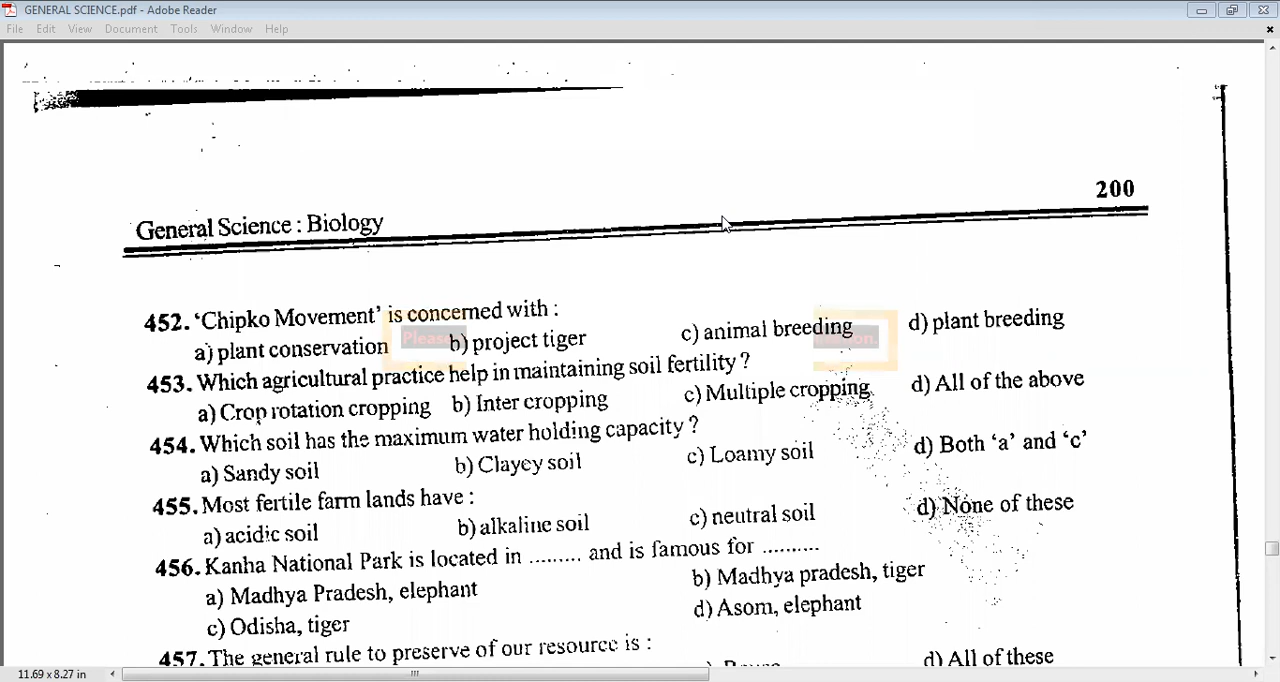 GENERAL SCIENCE.pdf - Adobe Reader
File Edit View Document Tools Window Help
200
General Science : Biology
452. ‘Chipko Movement’ is concerned with :
a) plant conservation b) project tiger c) animal breeding d) plant breeding
453. Which agricultural practice help in maintaining soil fertility ?
a) Crop rotation cropping b) Inter cropping c) Multiple cropping d) All of the above
454. Which soil has the maximum water holding capacity ?
a) Sandy soil b) Clayey soil c) Loamy soil d) Both ‘a’ and ‘c’
455. Most fertile farm lands have :
a) acidic soil b) alkaline soil c) neutral soil d) None of these
456. Kanha National Park is located in ......... and is famous for ..........
a) Madhya Pradesh, elephant b) Madhya pradesh, tiger
c) Odisha, tiger d) Asom, elephant
457. The general rule to preserve of our resource is :
d) All of these
11.69 x 8.27 in